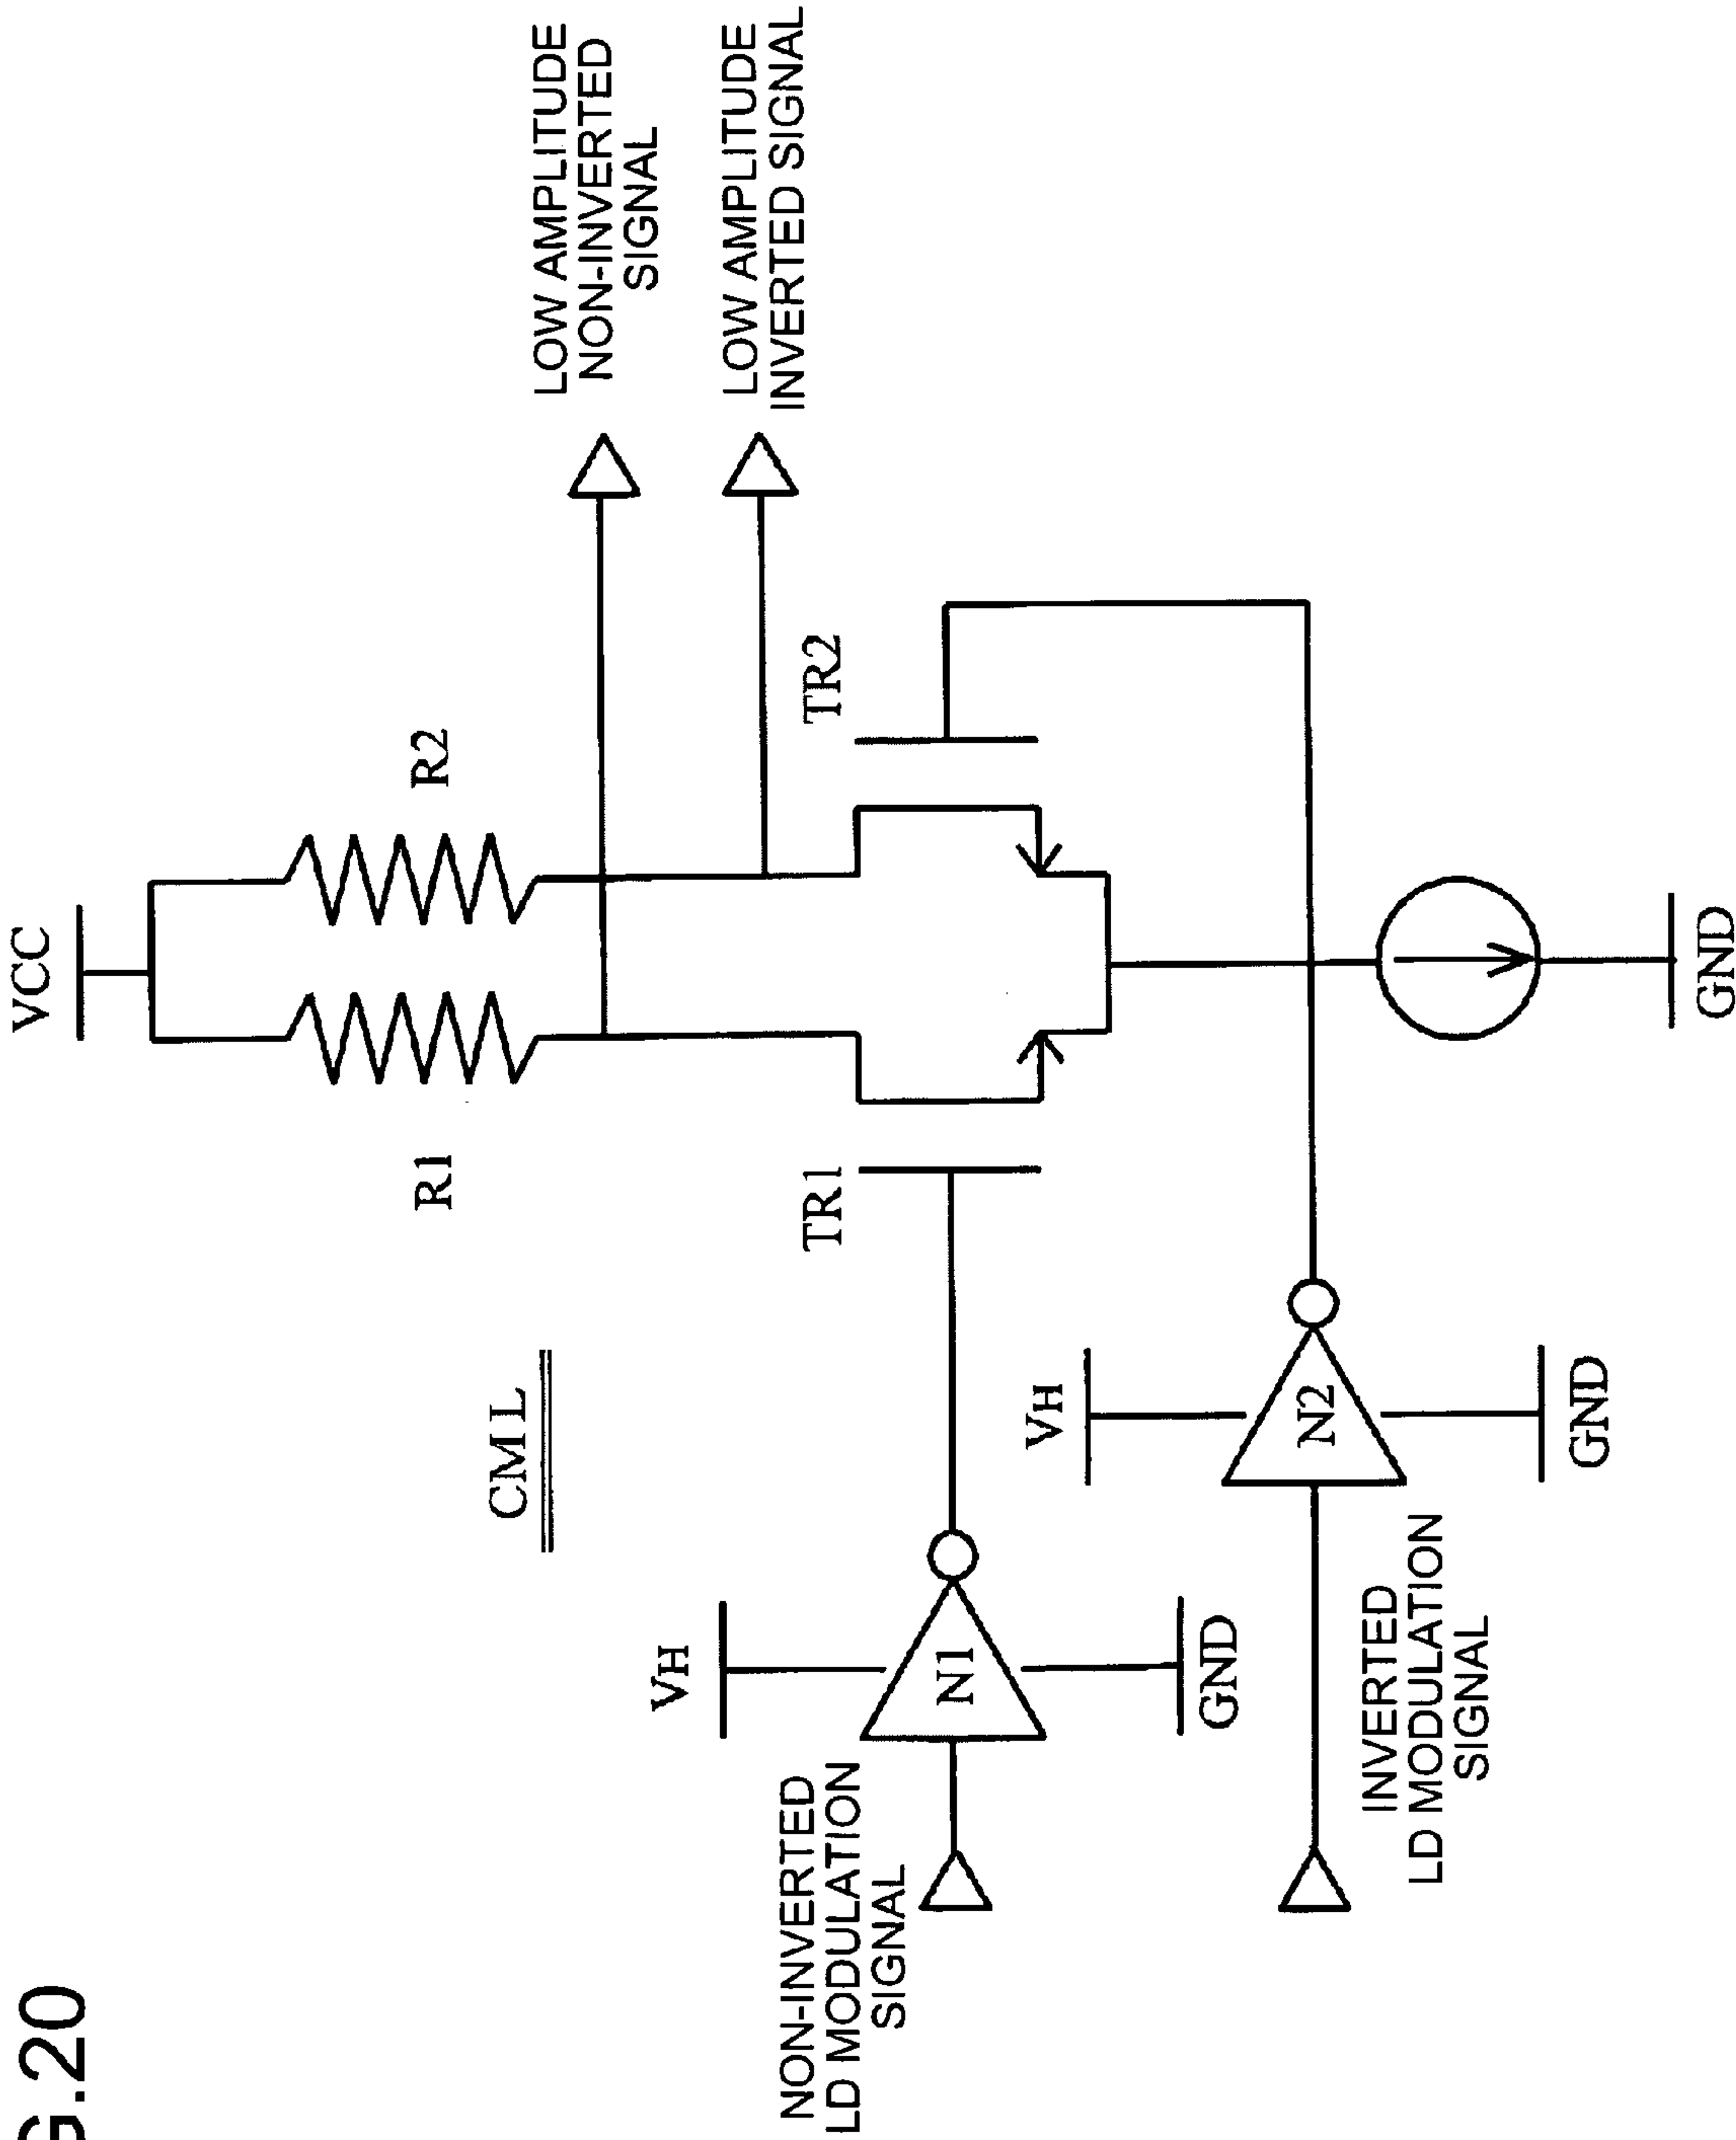 G.20
VCC
R1
R2
CML
LOW AMPLITUDE
NON-INVERTED
SIGNAL
LOW AMPLITUDE
INVERTED SIGNAL
TR1
TR2
NON-INVERTED
LD MODULATION
SIGNAL
VH
N1
GND
VH
N2
GND
INVERTED
LD MODULATION
SIGNAL
GND